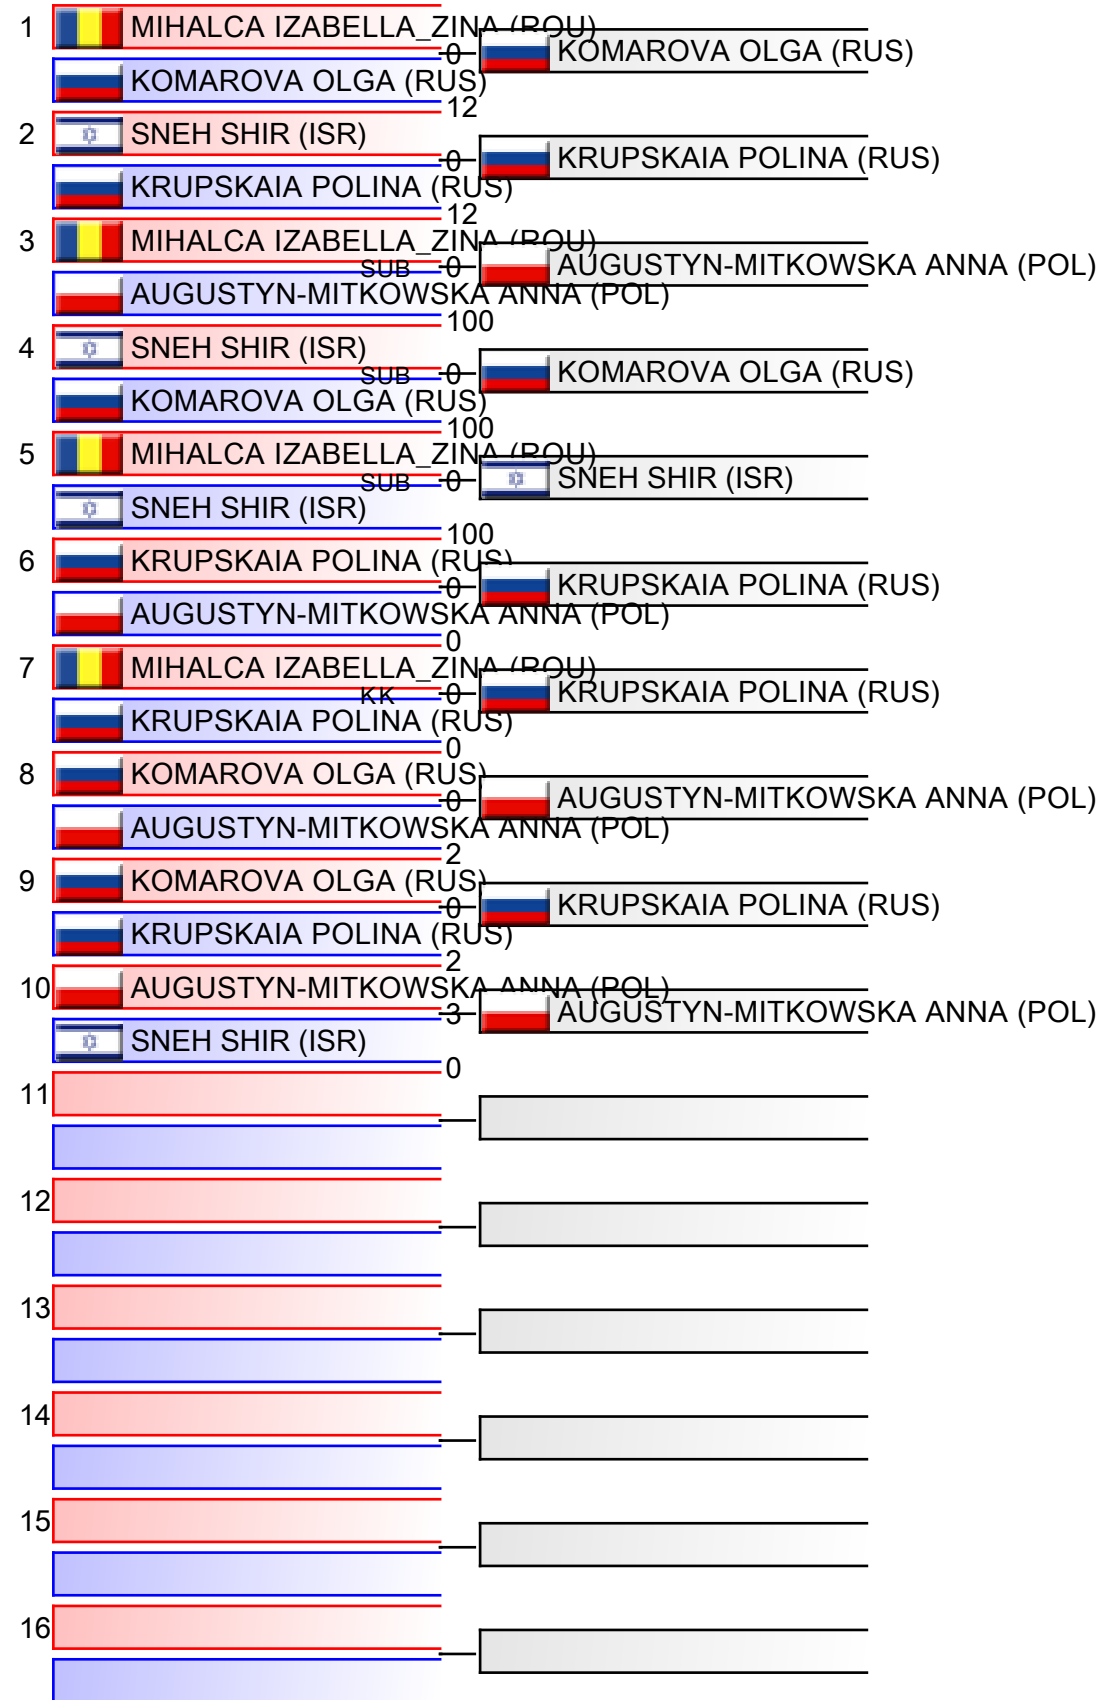 1 MIHALCA IZABELLA_ZINA (ROU)
0 KOMAROVA OLGA (RUS)
KOMAROVA OLGA (RUS)
12
2 SNEH SHIR (ISR)
0 KRUPSKAIA POLINA (RUS)
KRUPSKAIA POLINA (RUS)
12
3 MIHALCA IZABELLA_ZINA (ROU)
SUB 0 AUGUSTYN-MITKOWSKA ANNA (POL)
AUGUSTYN-MITKOWSKA ANNA (POL)
100
4 SNEH SHIR (ISR)
SUB 0 KOMAROVA OLGA (RUS)
KOMAROVA OLGA (RUS)
100
5 MIHALCA IZABELLA_ZINA (ROU)
SUB 0 SNEH SHIR (ISR)
SNEH SHIR (ISR)
100
6 KRUPSKAIA POLINA (RUS)
0 KRUPSKAIA POLINA (RUS)
AUGUSTYN-MITKOWSKA ANNA (POL)
0
7 MIHALCA IZABELLA_ZINA (ROU)
KK 0 KRUPSKAIA POLINA (RUS)
KRUPSKAIA POLINA (RUS)
0
8 KOMAROVA OLGA (RUS)
0 AUGUSTYN-MITKOWSKA ANNA (POL)
AUGUSTYN-MITKOWSKA ANNA (POL)
2
9 KOMAROVA OLGA (RUS)
0 KRUPSKAIA POLINA (RUS)
KRUPSKAIA POLINA (RUS)
2
10 AUGUSTYN-MITKOWSKA ANNA (POL)
3 AUGUSTYN-MITKOWSKA ANNA (POL)
SNEH SHIR (ISR)
0
11
12
13
14
15
16